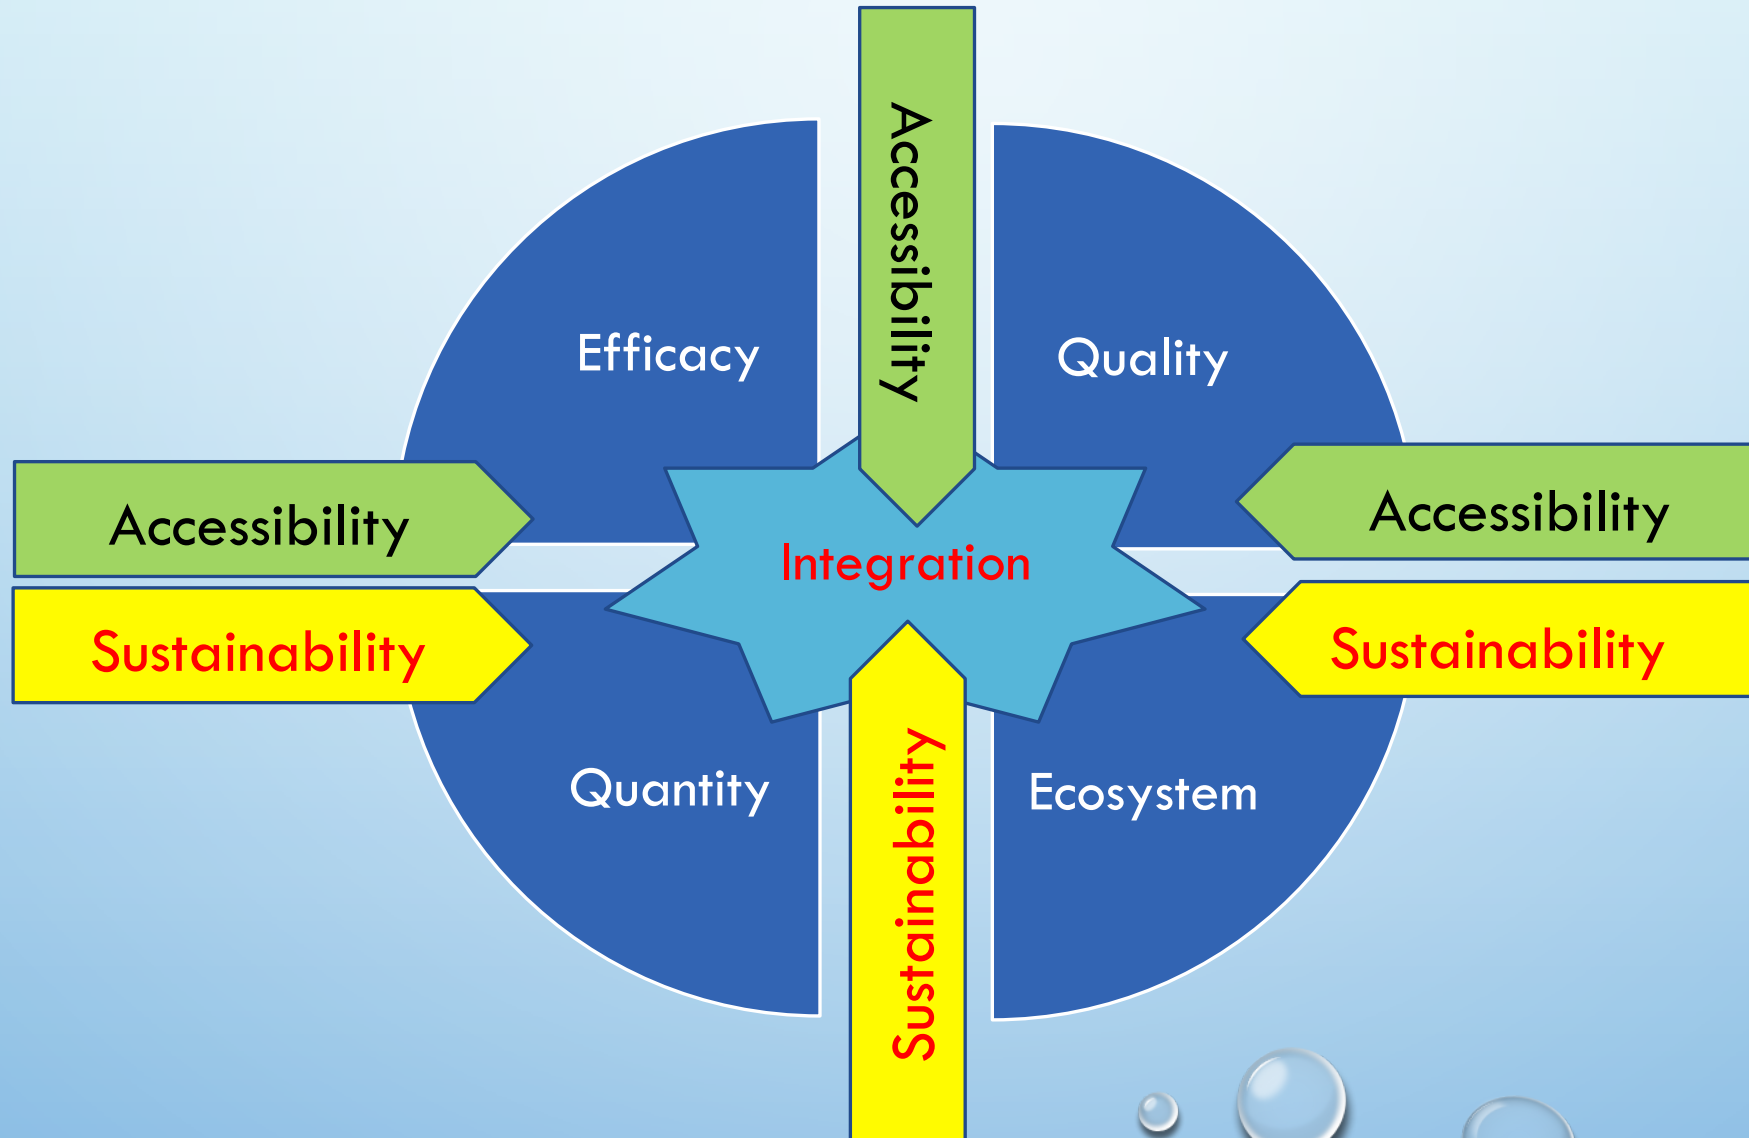 Accessibility
Efficacy
Quality
Accessibility
Accessibility
Integration
Sustainability
Sustainability
Quantity
Ecosystem
Sustainability